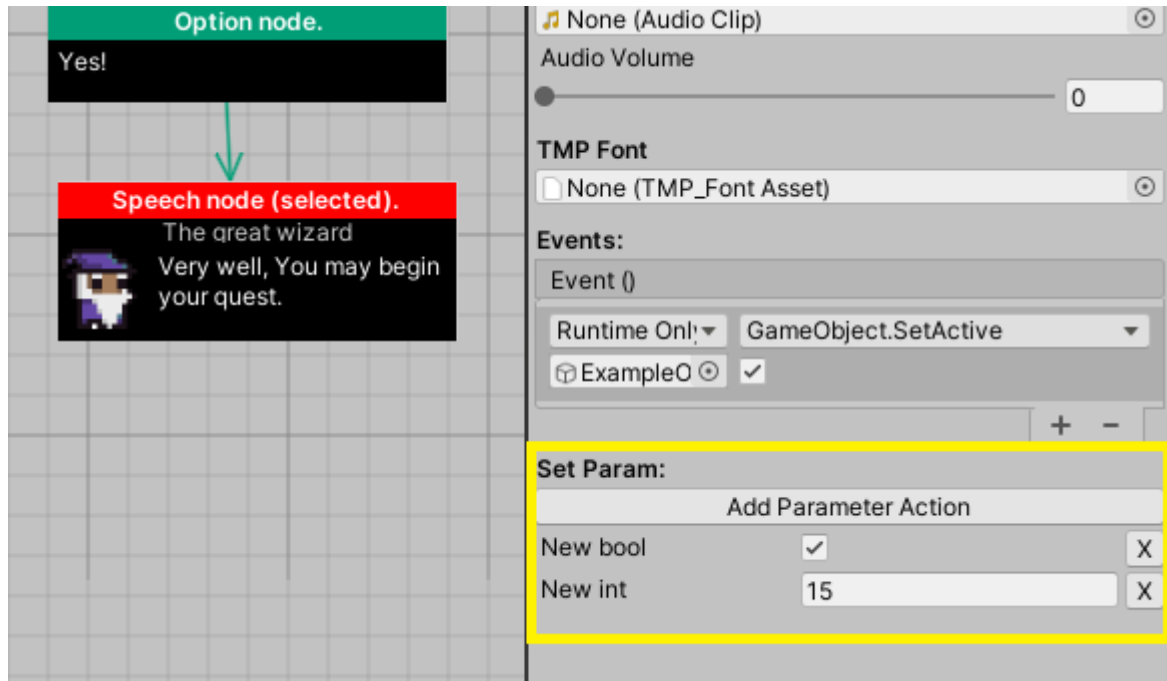 Option node.
Yes!
Speech node (selected).
The great wizard
Very well, You may begin
your quest.
None (Audio Clip)
Audio Volume
0
TMP Font
None (TMP_Font Asset)
Events:
Event ()
Runtime Only GameObject.SetActive
ExampleO
Set Param:
Add Parameter Action
New bool X
New int 15 X